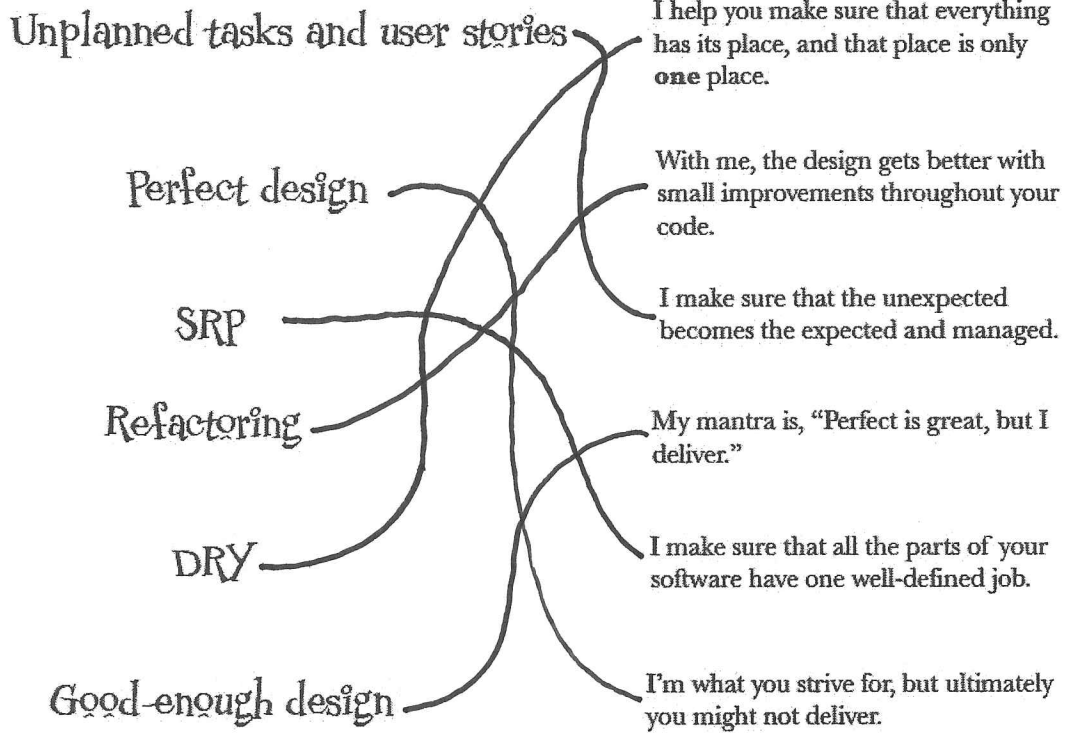 Unplanned tasks and user stories
I help you make sure that everything
has its place, and that place is only
one place.
Perfect design
With me, the design gets better with
small improvements throughout your
code.
SRP
I make sure that the unexpected
becomes the expected and managed.
Refactoring
My mantra is, “Perfect is great, but I
deliver.”
DRY
I make sure that all the parts of your
software have one well-defined job.
Good-enough design
I’m what you strive for, but ultimately
you might not deliver.